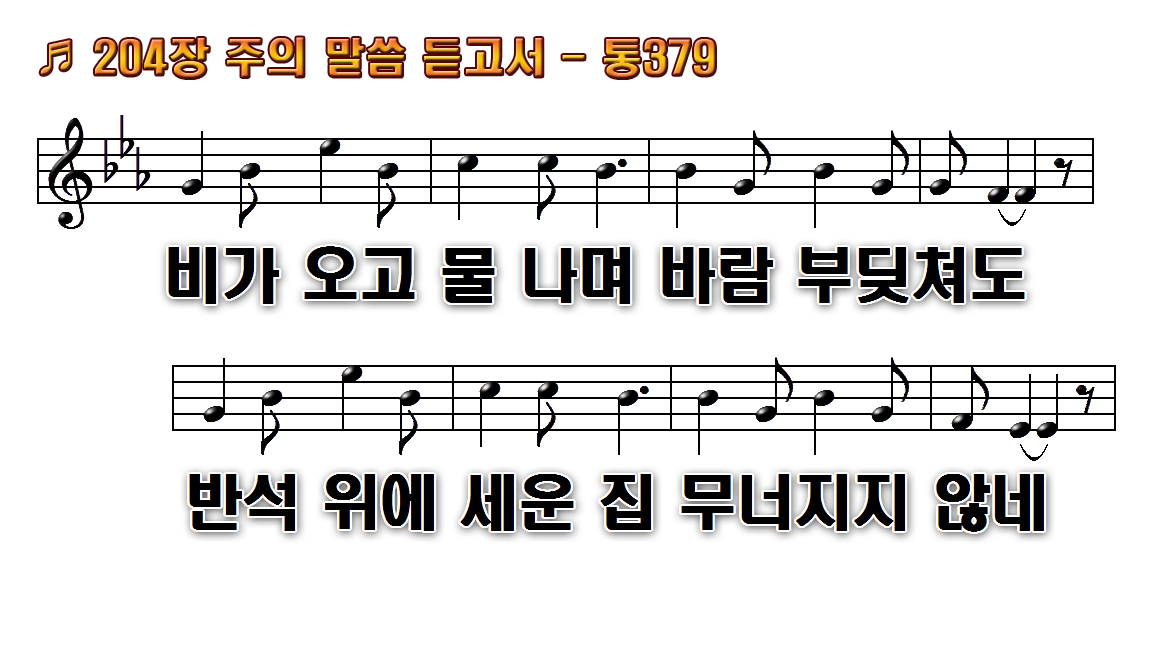 ♬ 204장 주의 말씀 듣고서 - 통379
비가 오고 물 나며 바람 부딪쳐도
반석 위에 세운 집 무너지지 않네